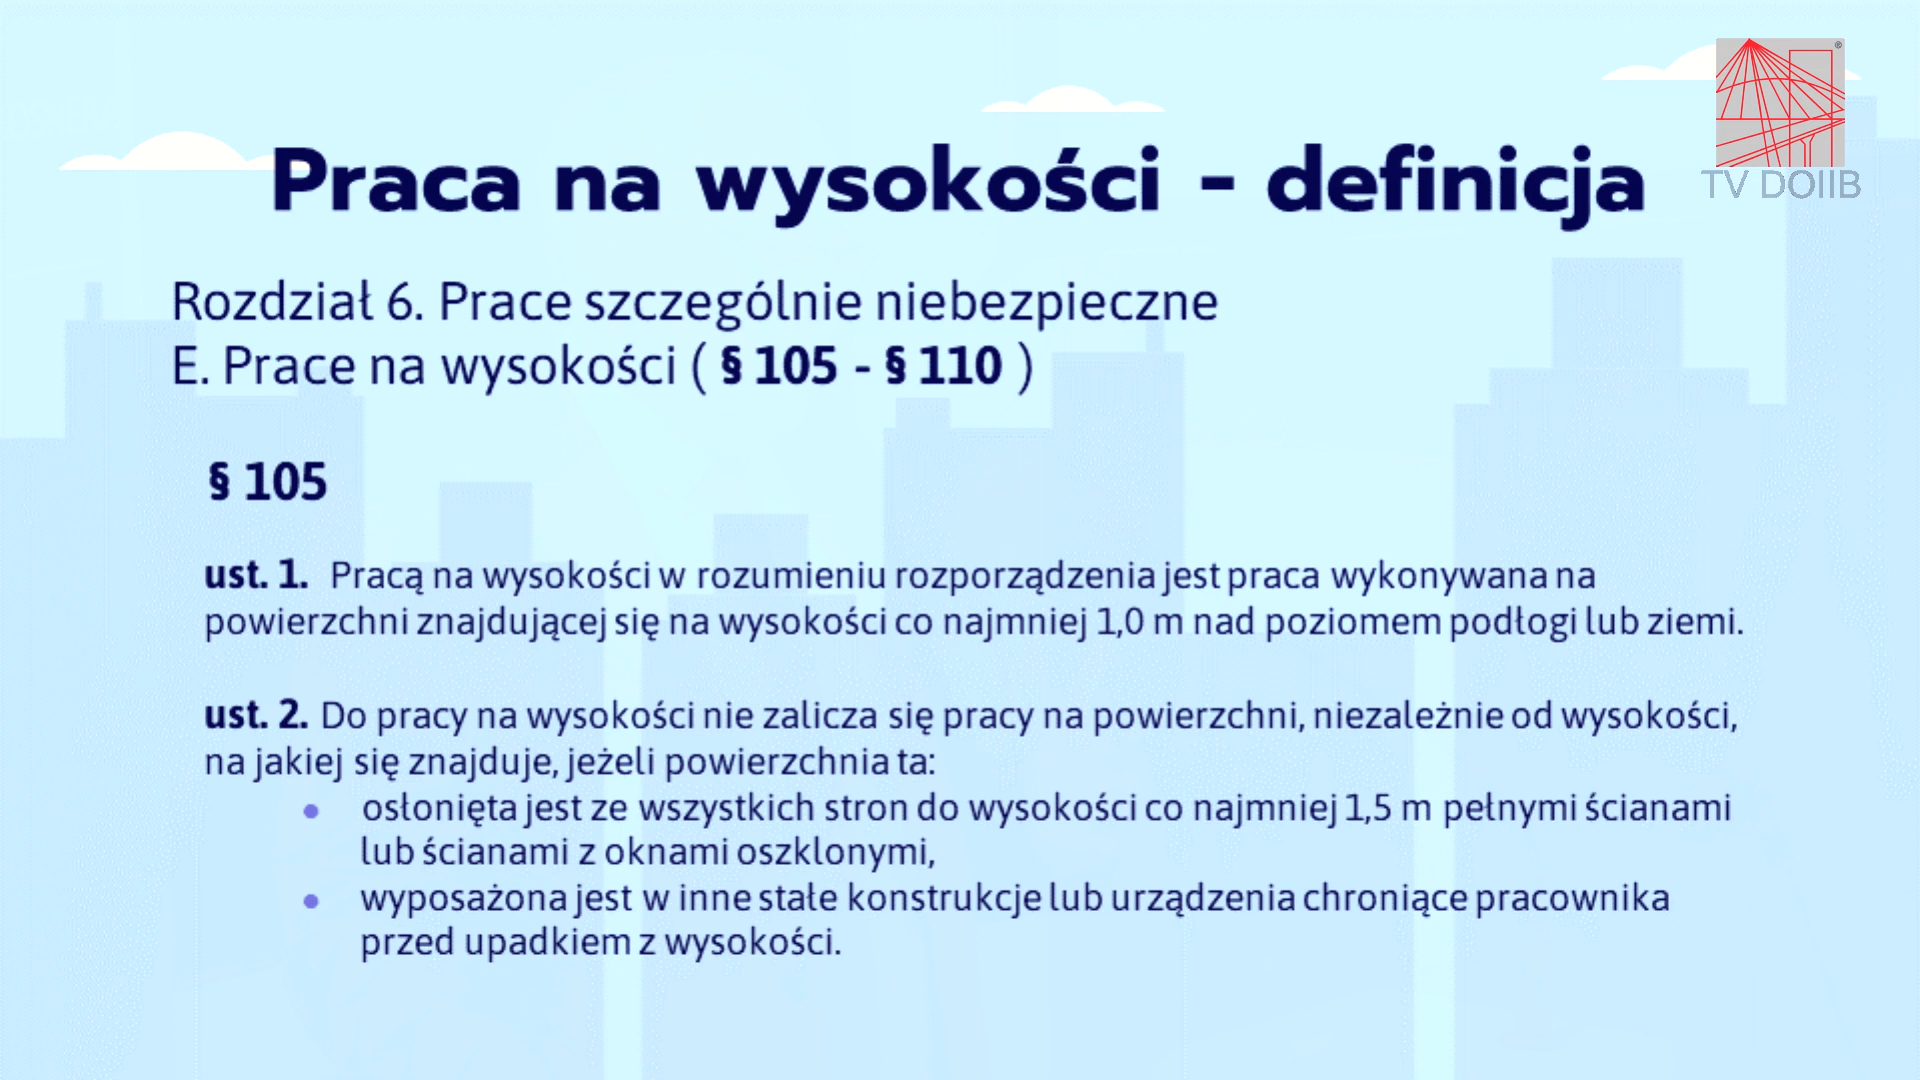 TV DOIIB
Praca na wysokości - definicja
Rozdział 6. Prace szczególnie niebezpieczne
E. Prace na wysokości ( § 105 - § 110 )
§ 105
ust. 1. Pracą na wysokości w rozumieniu rozporządzenia jest praca wykonywana na
powierzchni znajdującej się na wysokości co najmniej 1,0 m nad poziomem podłogi lub ziemi.
ust. 2. Do pracy na wysokości nie zalicza się pracy na powierzchni, niezależnie od wysokości,
na jakiej się znajduje, jeżeli powierzchnia ta:
● osłonięta jest ze wszystkich stron do wysokości co najmniej 1,5 m pełnymi ścianami
lub ścianami z oknami oszklonymi,
● wyposażona jest w inne stałe konstrukcje lub urządzenia chroniące pracownika
przed upadkiem z wysokości.